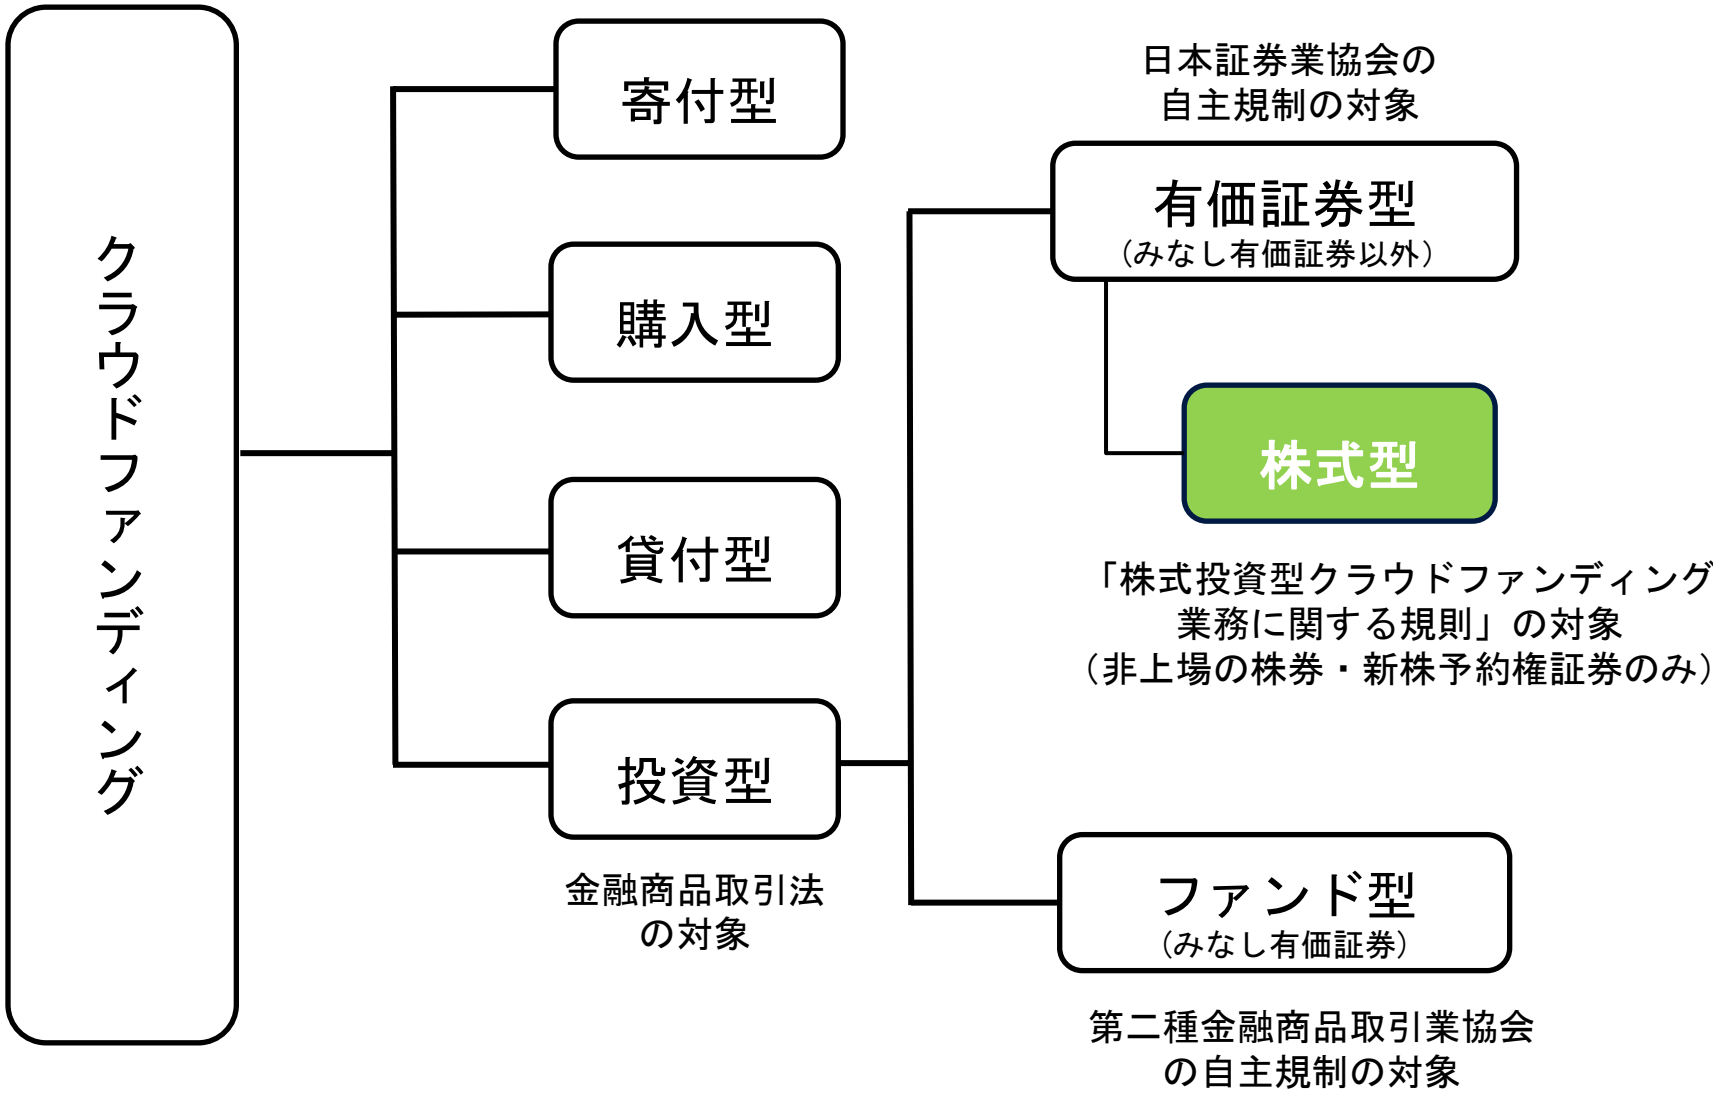 クラウドファンディング
寄付型
購入型
貸付型
投資型
金融商品取引法
の対象
日本証券業協会の
自主規制の対象
有価証券型
（みなし有価証券以外）
株式型
「株式投資型クラウドファンディング
業務に関する規則」の対象
（非上場の株券・新株予約権証券のみ）
ファンド型
（みなし有価証券）
第二種金融商品取引業協会
の自主規制の対象